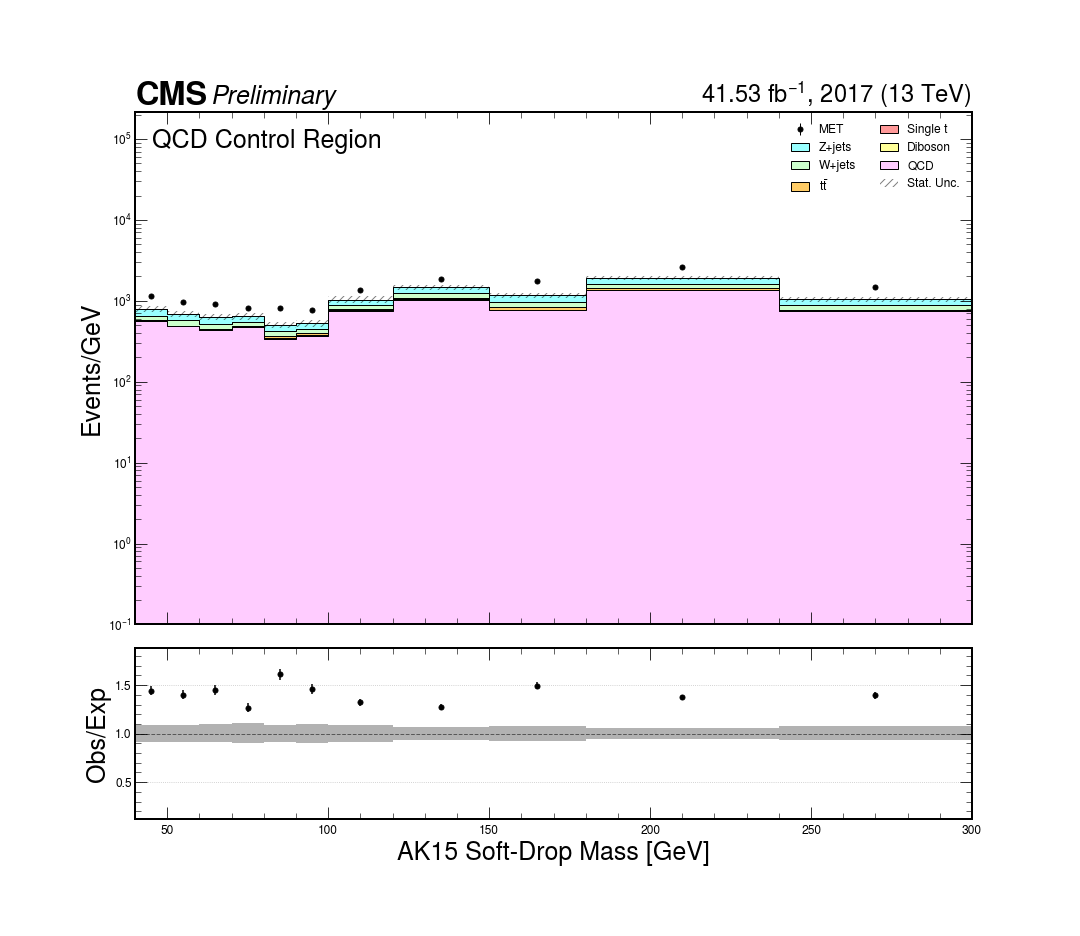 CMS Preliminary
41.53 fb⁻¹, 2017 (13 TeV)
QCD Control Region
MET
Z+jets
W+jets
tt̄
Single t
Diboson
QCD
Stat. Unc.
Events/GeV
10⁵
10⁴
10³
10²
10¹
10⁰
10⁻¹
Obs/Exp
1.5
1.0
0.5
50 100 150 200 250 300
AK15 Soft-Drop Mass [GeV]